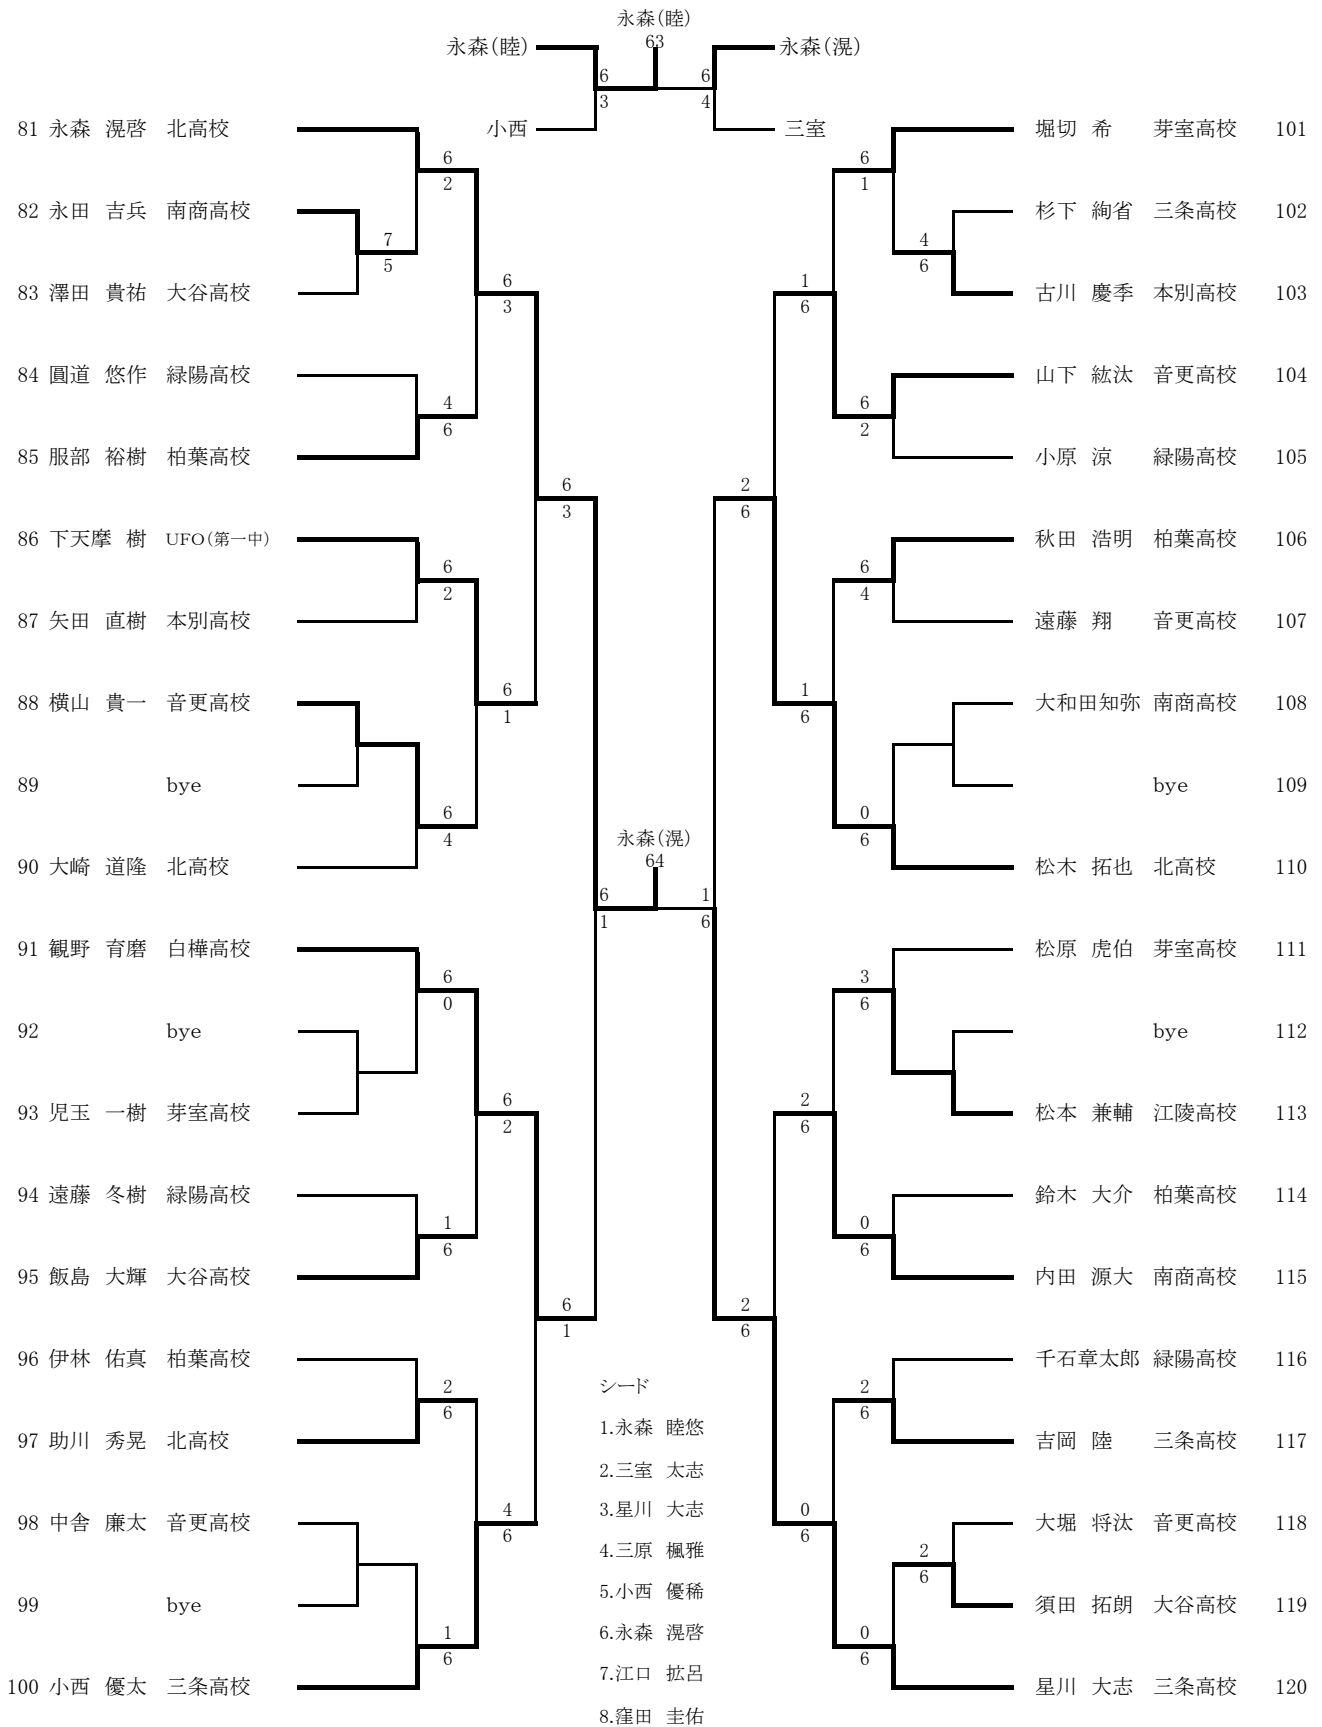 永森(睦)
永森(睦) 63 永森(滉)
6 6
3 4
81 永森 滉啓 北高校 小西 三室 堀切 希 芽室高校 101
6 6
2 1
82 永田 吉兵 南商高校 杉下 絢省 三条高校 102
7 4
5 6
83 澤田 貴祐 大谷高校 6 1 古川 慶季 本別高校 103
3 6
84 圓道 悠作 緑陽高校 山下 紘汰 音更高校 104
4 6
6 2
85 服部 裕樹 柏葉高校 小原 涼 緑陽高校 105
6 2
3 6
86 下天摩 樹 UFO(第一中) 秋田 浩明 柏葉高校 106
6 6
2 4
87 矢田 直樹 本別高校 遠藤 翔 音更高校 107
88 横山 貴一 音更高校 6 1 大和田知弥 南商高校 108
1 6
89 bye bye 109
6 0
4 6
永森(滉)
90 大崎 道隆 北高校 64 松木 拓也 北高校 110
6 1
1 6
91 観野 育磨 白樺高校 松原 虎伯 芽室高校 111
6 3
0 6
92 bye bye 112
93 児玉 一樹 芽室高校 6 2 松本 兼輔 江陵高校 113
2 6
94 遠藤 冬樹 緑陽高校 鈴木 大介 柏葉高校 114
1 0
6 6
95 飯島 大輝 大谷高校 内田 源大 南商高校 115
6 2
1 6
96 伊林 佑真 柏葉高校 千石章太郎 緑陽高校 116
2 シード 2
6 6
1.永森 睦悠
97 助川 秀晃 北高校 吉岡 陸 三条高校 117
2.三室 太志
4 3.星川 大志 0
98 中舎 廉太 音更高校 大堀 将汰 音更高校 118
6 6
4.三原 楓雅 2
6
5.小西 優稀
99 bye 須田 拓朗 大谷高校 119
1 6.永森 滉啓 0
6 6
7.江口 拡呂
100 小西 優太 三条高校 星川 大志 三条高校 120
8.窪田 圭佑